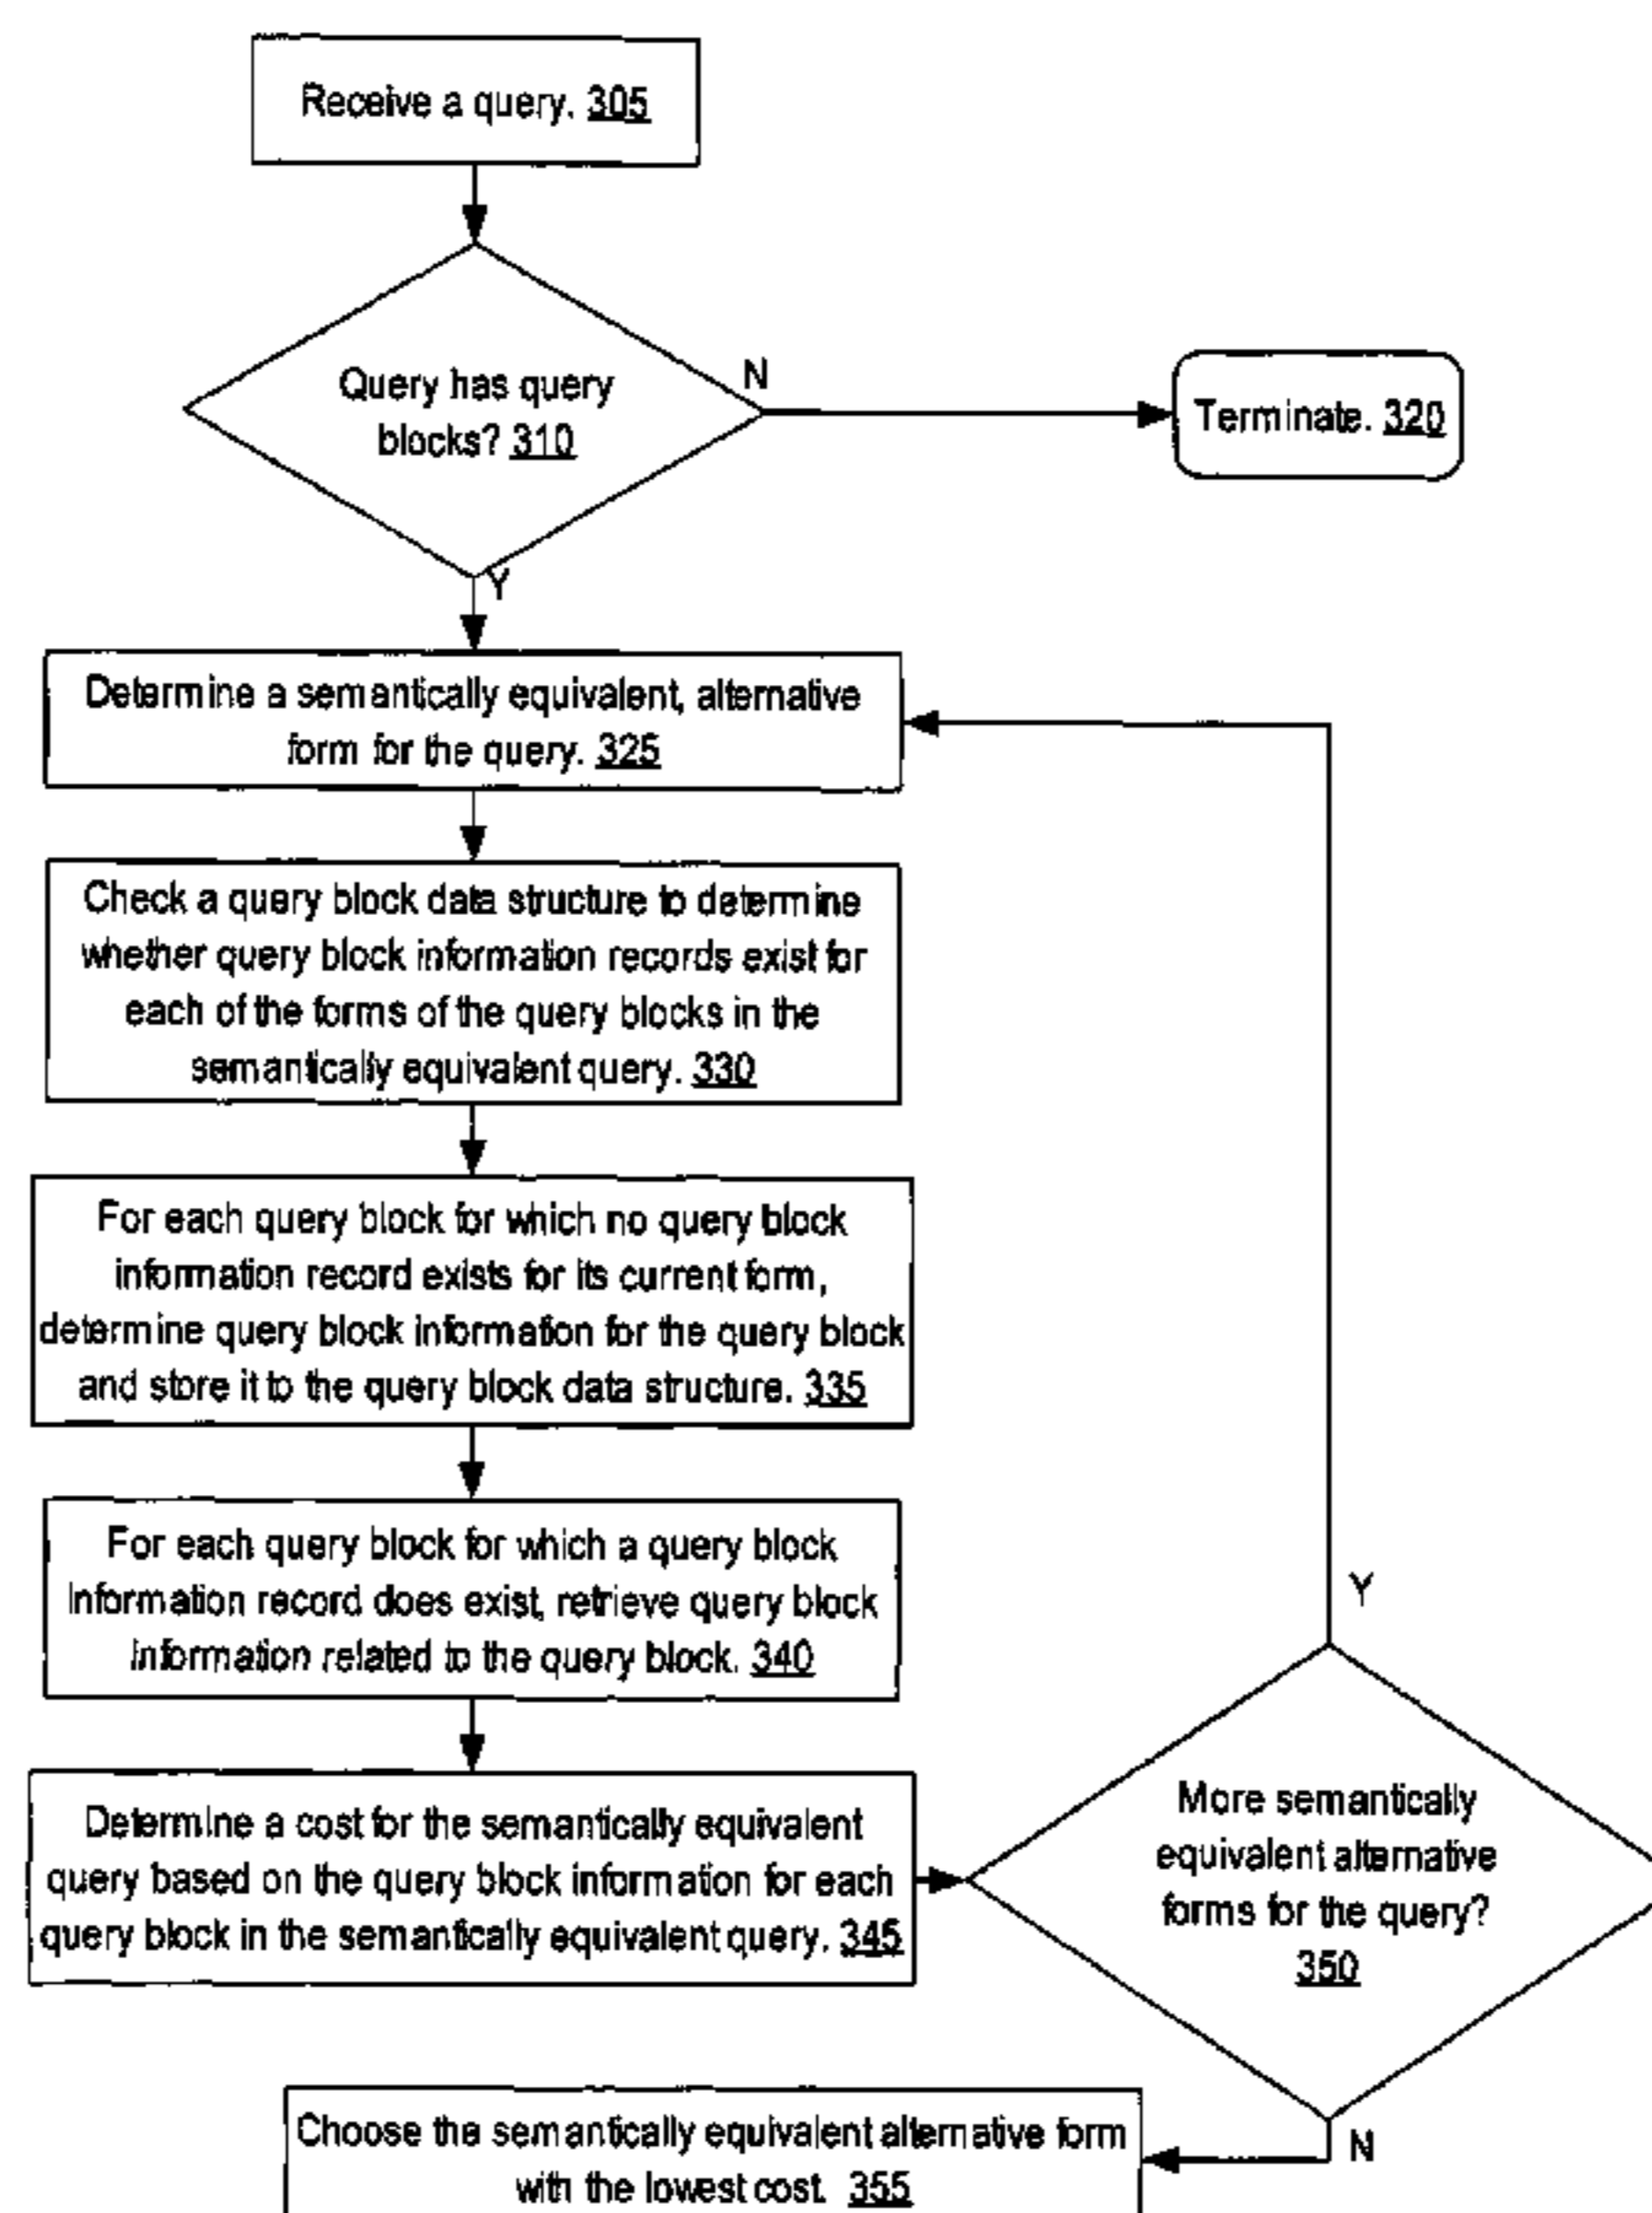 Receive a query. 305
Query has query
blocks? 310
N
Terminate. 320
Y
Determine a semantically equivalent, alternative
form for the query. 325
Check a query block data structure to determine
whether query block information records exist for
each of the forms of the query blocks in the
semantically equivalent query. 330
For each query block for which no query block
information record exists for its current form,
determine query block information for the query block
and store it to the query block data structure. 335
For each query block for which a query block
information record does exist, retrieve query block
information related to the query block. 340
Determine a cost for the semantically equivalent
query based on the query block information for each
query block in the semantically equivalent query. 345
Y
More semantically
equivalent alternative
forms for the query?
350
N
Choose the semantically equivalent alternative form
with the lowest cost. 355